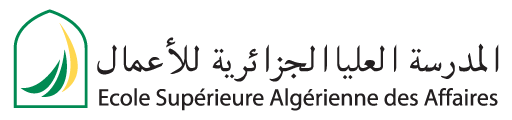 المدرسة العليا الجزائرية للأعمال
Ecole Supérieure Algérienne des Affaires